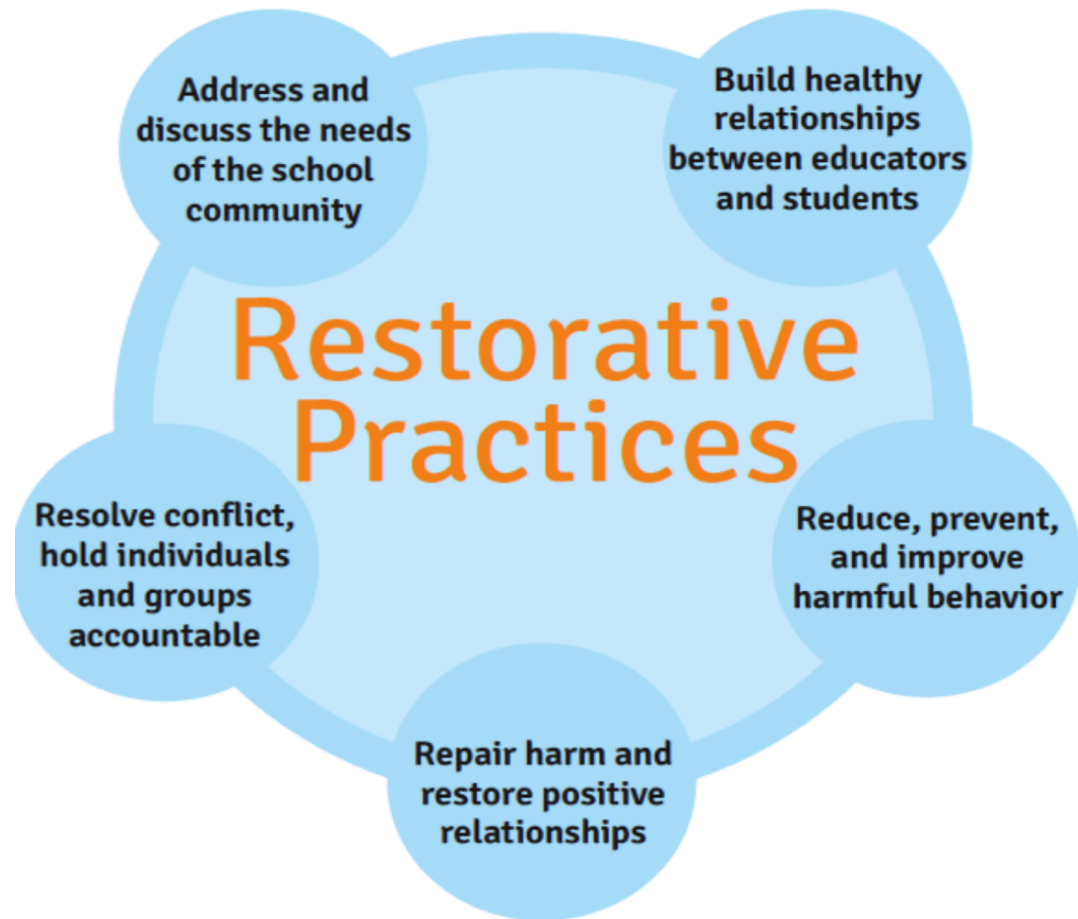 Address and
discuss the needs
of the school
community
Build healthy
relationships
between educators
and students
Restorative
Practices
Resolve conflict,
hold individuals
and groups
accountable
Reduce, prevent,
and improve
harmful behavior
Repair harm and
restore positive
relationships